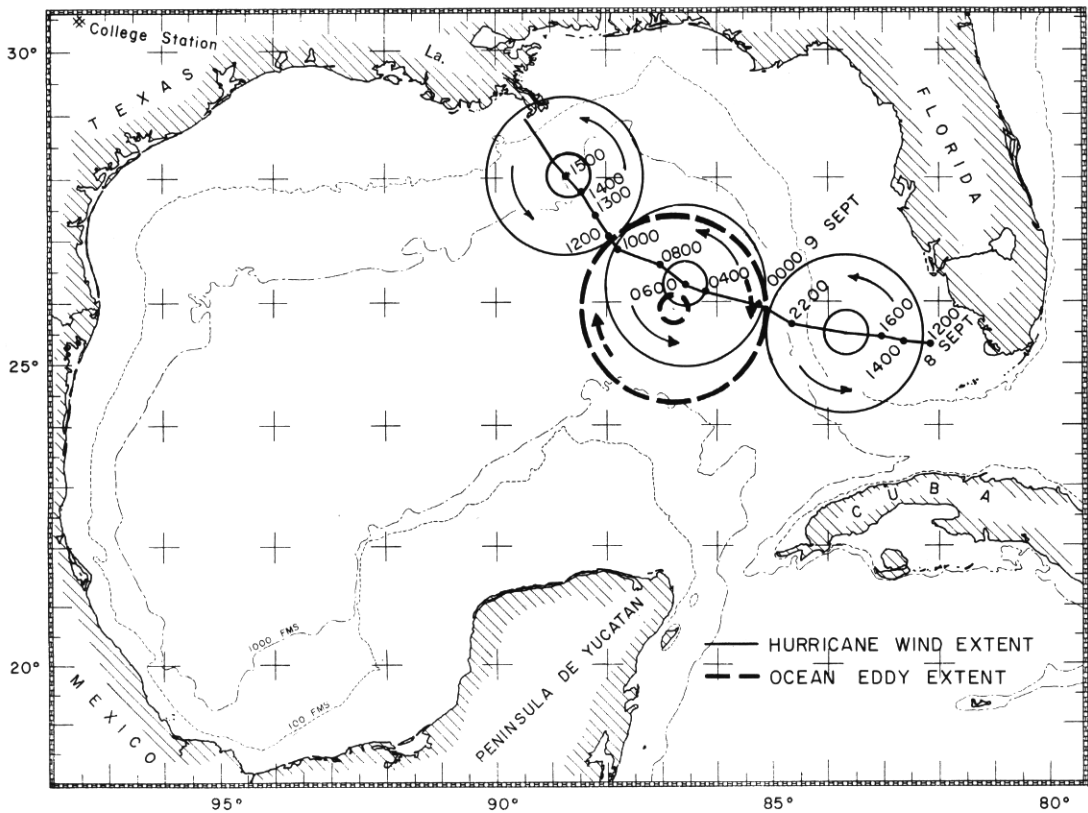 30°
College Station
TEXAS
La.
FLORIDA
1500
1400
1300
1200
1000
0800
0600
0400
0000 9 SEPT
2200
1600
1400
1200
8 SEPT
25°
CUBA
1000 FMS
100 FMS
20°
MEXICO
PENINSULA DE YUCATAN
HURRICANE WIND EXTENT
OCEAN EDDY EXTENT
95°
90°
85°
80°